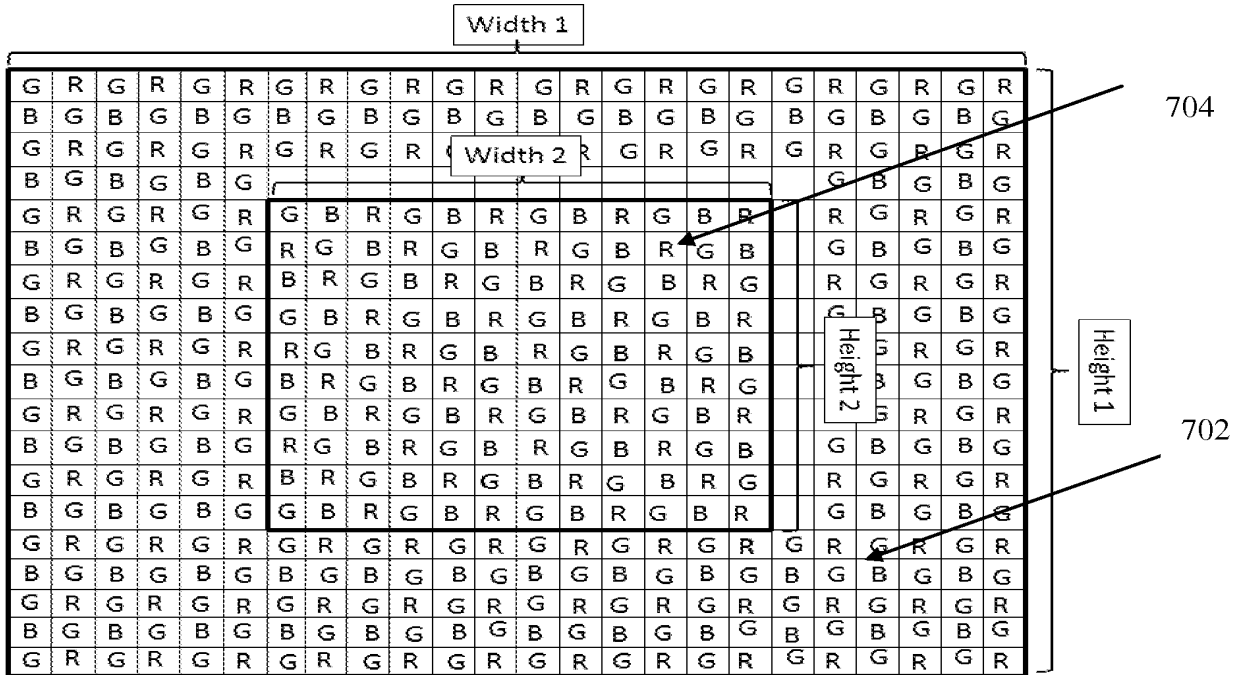 Width 1
G R G R G R G R G R G R G R G R G R G R G R G R
B G B G B G B G B G B G B G B G B G B G B G B G
704
G R G R G R G R G R G Width 2 R G R G R G R G R G R
B G B G B G G B G B G
G R G R G R G B R G B R G B R G B R R G R G R
B G B G B G R G B R G B R G B R G B G B G B G
G R G R G R B R G B R G B R G B R G R G R G R
B G B G B G G B R G B R G B R G B R G B G B G
G R G R G R R G B R G B R G B R G B Height 2 G R G R Height 1
B G B G B G B R G B R G B R G B R G B G B G
G R G R G R G B R G B R G B R G B R G R G R
702
B G B G B G R G B R G B R G B R G B G B G B G
G R G R G R B R G B R G B R G B R G R G R G R
B G B G B G G B R G B R G B R G B R G B G B G
G R G R G R G R G R G R G R G R G R G R G R G R
B G B G B G B G B G B G B G B G B G B G B G B G
G R G R G R G R G R G R G R G R G R G R G R G R
B G B G B G B G B G B G B G B G B G B G B G B G
G R G R G R G R G R G R G R G R G R G R G R G R